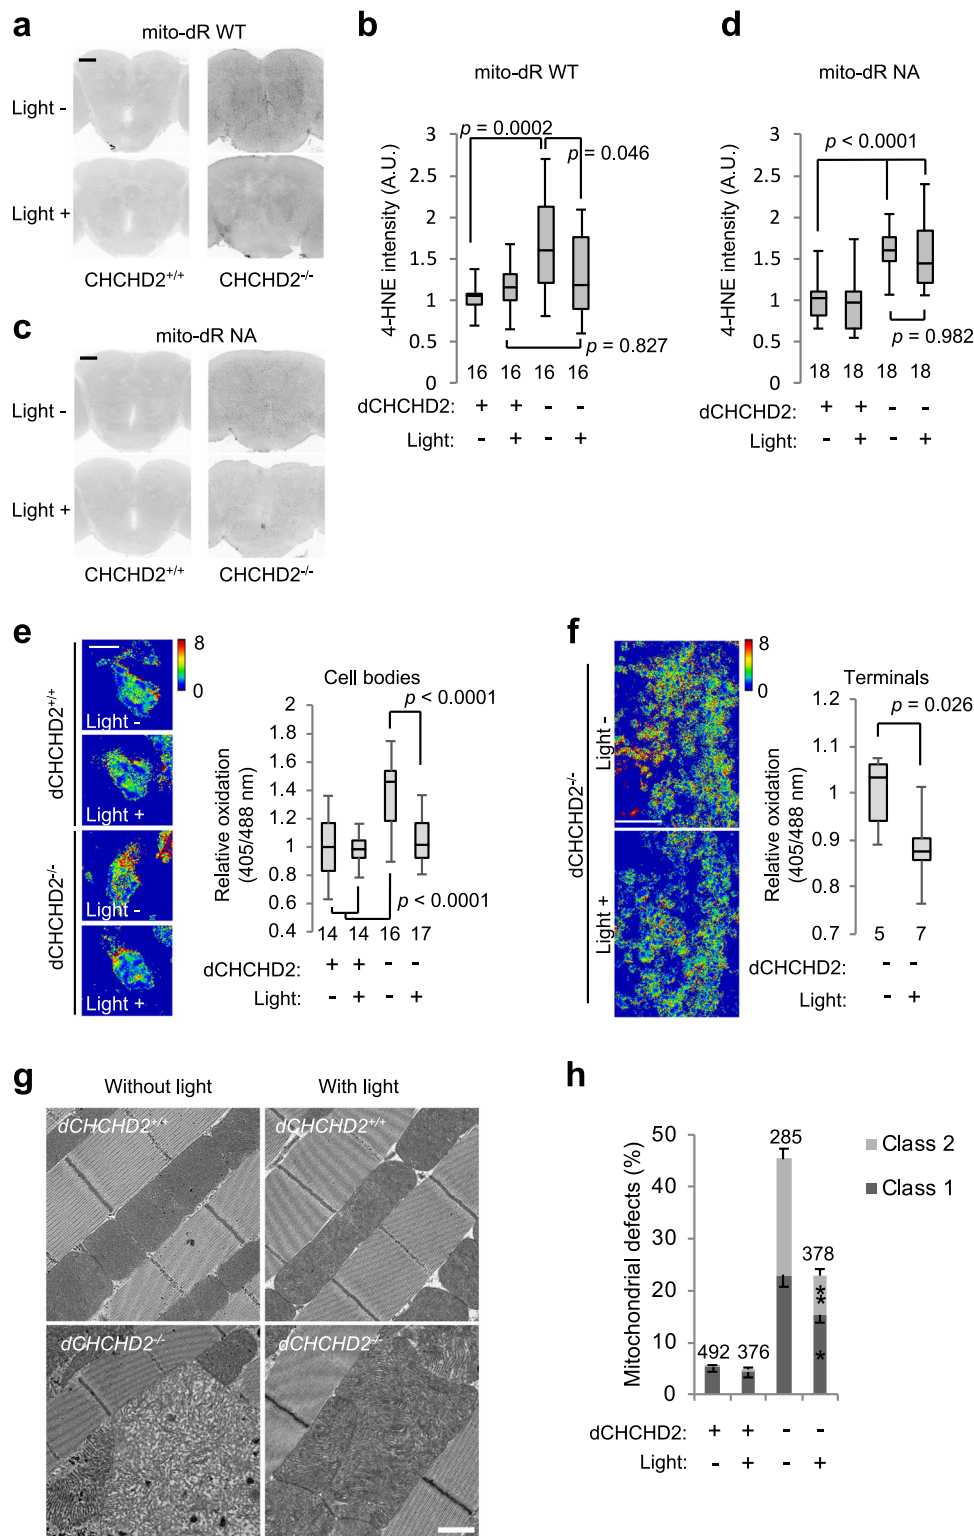 a
mito-dR WT
Light -
Light +
CHCHD2+/+ CHCHD2-/-
b
mito-dR WT
4-HNE intensity (A.U.)
3
2.5
2
1.5
1
0.5
0
p = 0.0002
p = 0.046
p = 0.827
16 16 16 16
dCHCHD2: + + - -
Light: - + - +
c
mito-dR NA
Light -
Light +
CHCHD2+/+ CHCHD2-/-
d
mito-dR NA
4-HNE intensity (A.U.)
3
2.5
2
1.5
1
0.5
0
p < 0.0001
p = 0.982
18 18 18 18
+ + - -
- + - +
e
dCHCHD2+/+
dCHCHD2-/-
Light -
Light +
Light -
Light +
8
0
Cell bodies
Relative oxidation
(405/488 nm)
2
1.8
1.6
1.4
1.2
1
0.8
0.6
0.4
p < 0.0001
p < 0.0001
14 14 16 17
dCHCHD2: + + - -
Light: - + - +
f
dCHCHD2-/-
Light -
Light +
8
0
Terminals
Relative oxidation
(405/488 nm)
1.2
1.1
1
0.9
0.8
0.7
p = 0.026
5 7
dCHCHD2: - -
Light: - +
g
Without light With light
dCHCHD2+/+ dCHCHD2+/+
dCHCHD2-/- dCHCHD2-/-
h
Mitochondrial defects (%)
50
40
30
20
10
0
492 376 285 378
**
*
Class 2
Class 1
dCHCHD2: + + - -
Light: - + - +